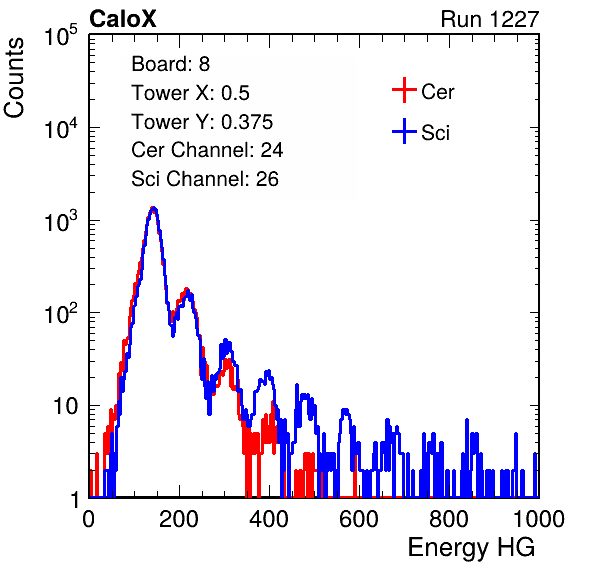 CaloX Run 1227
Counts
10^5
10^4
10^3
10^2
10
1
Board: 8
Tower X: 0.5
Tower Y: 0.375
Cer Channel: 24
Sci Channel: 26
Cer
Sci
0 200 400 600 800 1000
Energy HG